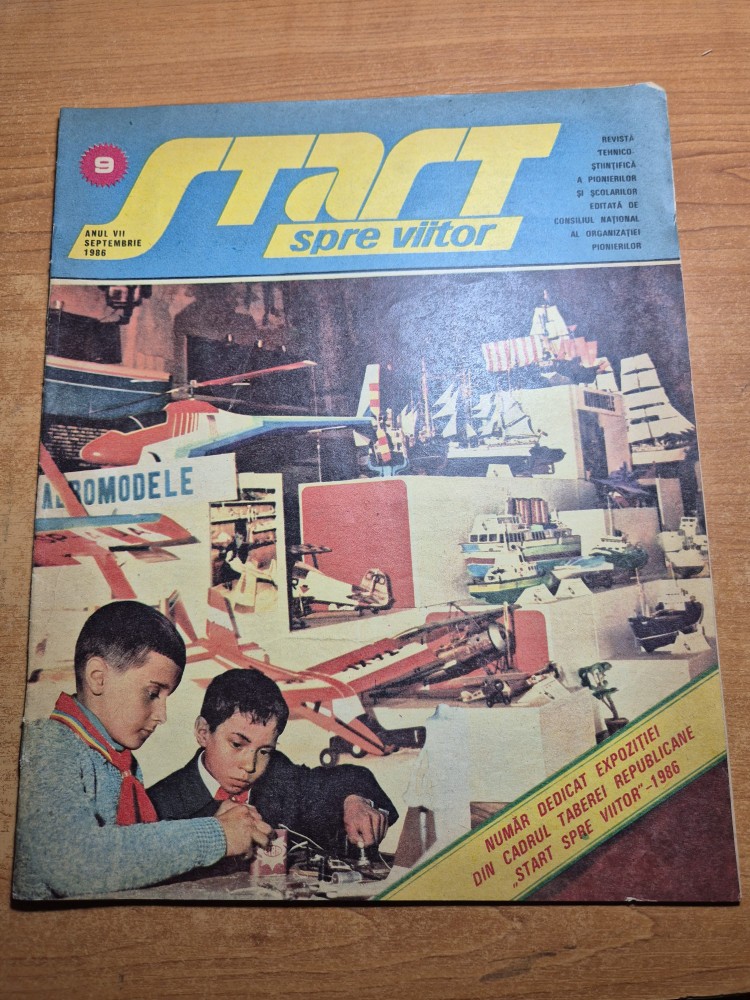 9
START
spre viitor
ANUL VII
SEPTEMBRIE
1986
REVISTĂ
TEHNICO-
ŞTIINŢIFICĂ
A PIONIERILOR
ŞI ŞCOLARILOR
EDITATĂ DE
CONSILIUL NAŢIONAL
AL ORGANIZAŢIEI
PIONIERILOR
AEROMODELE
NUMĂR DEDICAT EXPOZIŢIEI
DIN CADRUL TABEREI REPUBLICANE
„START SPRE VIITOR”–1986